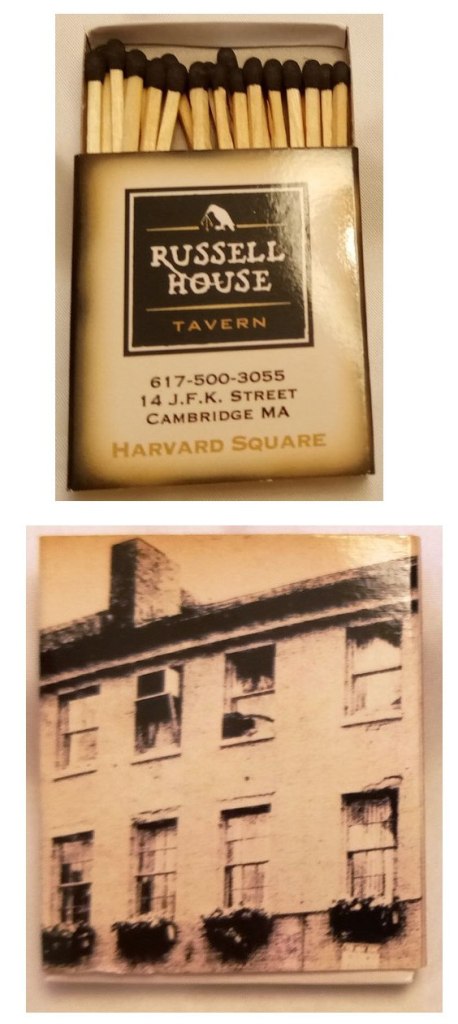 RUSSELL
HOUSE
TAVERN
617-500-3055
14 J.F.K. STREET
CAMBRIDGE MA
HARVARD SQUARE